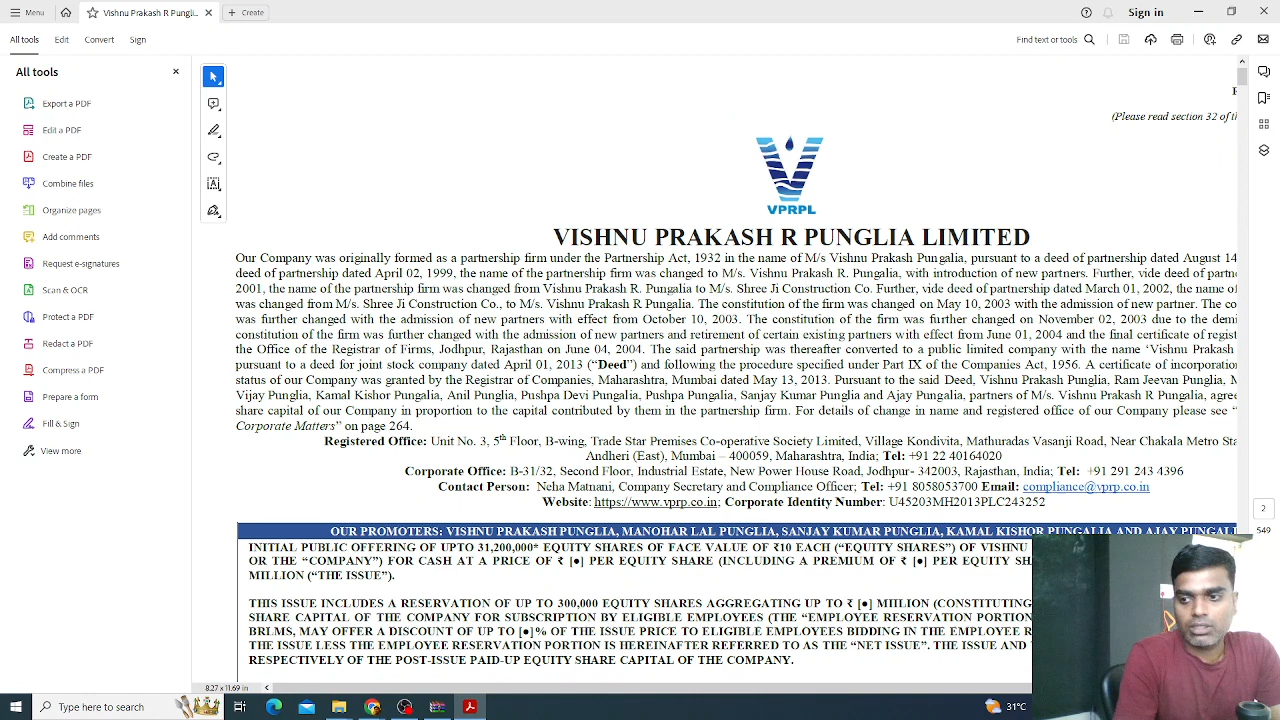 Menu
Vishnu Prakash R Pungli...
Create
Sign in
All tools
Edit
Convert
Sign
Find text or tools
All tools
Export a PDF
Edit a PDF
Create a PDF
Combine files
Organize pages
Add comments
Request e-signatures
Scan & OCR
Protect a PDF
Redact a PDF
Compress a PDF
Prepare a form
Fill & Sign
View more
(Please read section 32 of th
VPRPL
VISHNU PRAKASH R PUNGLIA LIMITED
Our Company was originally formed as a partnership firm under the Partnership Act, 1932 in the name of M/s Vishnu Prakash Pungalia, pursuant to a deed of partnership dated August 14
deed of partnership dated April 02, 1999, the name of the partnership firm was changed to M/s. Vishnu Prakash R. Pungalia, with introduction of new partners. Further, vide deed of partn
2001, the name of the partnership firm was changed from Vishnu Prakash R. Pungalia to M/s. Shree Ji Construction Co. Further, vide deed of partnership dated March 01, 2002, the name of
was changed from M/s. Shree Ji Construction Co., to M/s. Vishnu Prakash R Pungalia. The constitution of the firm was changed on May 10, 2003 with the admission of new partner. The co
was further changed with the admission of new partners with effect from October 10, 2003. The constitution of the firm was further changed on November 02, 2003 due to the demi
constitution of the firm was further changed with the admission of new partners and retirement of certain existing partners with effect from June 01, 2004 and the final certificate of regist
the Office of the Registrar of Firms, Jodhpur, Rajasthan on June 04, 2004. The said partnership was thereafter converted to a public limited company with the name ‘Vishnu Prakash
pursuant to a deed for joint stock company dated April 01, 2013 (“Deed”) and following the procedure specified under Part IX of the Companies Act, 1956. A certificate of incorporation
status of our Company was granted by the Registrar of Companies, Maharashtra, Mumbai dated May 13, 2013. Pursuant to the said Deed, Vishnu Prakash Punglia, Ram Jeevan Punglia, M
Vijay Punglia, Kamal Kishor Pungalia, Anil Punglia, Pushpa Devi Pungalia, Pushpa Pungalia, Sanjay Kumar Punglia and Ajay Pungalia, partners of M/s. Vishnu Prakash R Pungalia, agree
share capital of our Company in proportion to the capital contributed by them in the partnership firm. For details of change in name and registered office of our Company please see “
Corporate Matters” on page 264.
Registered Office: Unit No. 3, 5th Floor, B-wing, Trade Star Premises Co-operative Society Limited, Village Kondivita, Mathuradas Vasanji Road, Near Chakala Metro Sta
Andheri (East), Mumbai – 400059, Maharashtra, India; Tel: +91 22 40164020
Corporate Office: B-31/32, Second Floor, Industrial Estate, New Power House Road, Jodhpur- 342003, Rajasthan, India; Tel: +91 291 243 4396
Contact Person: Neha Matnani, Company Secretary and Compliance Officer; Tel: +91 8058053700 Email: compliance@vprp.co.in
Website: https://www.vprp.co.in; Corporate Identity Number: U45203MH2013PLC243252
OUR PROMOTERS: VISHNU PRAKASH PUNGLIA, MANOHAR LAL PUNGLIA, SANJAY KUMAR PUNGLIA, KAMAL KISHOR PUNGALIA AND AJAY PUNGALI
INITIAL PUBLIC OFFERING OF UPTO 31,200,000* EQUITY SHARES OF FACE VALUE OF ₹10 EACH (“EQUITY SHARES”) OF VISHNU
OR THE “COMPANY”) FOR CASH AT A PRICE OF ₹ [●] PER EQUITY SHARE (INCLUDING A PREMIUM OF ₹ [●] PER EQUITY SHA
MILLION (“THE ISSUE”).
THIS ISSUE INCLUDES A RESERVATION OF UP TO 300,000 EQUITY SHARES AGGREGATING UP TO ₹ [●] MIILION (CONSTITUTING
SHARE CAPITAL OF THE COMPANY FOR SUBSCRIPTION BY ELIGIBLE EMPLOYEES (THE “EMPLOYEE RESERVATION PORTION
BRLMS, MAY OFFER A DISCOUNT OF UP TO [●]% OF THE ISSUE PRICE TO ELIGIBLE EMPLOYEES BIDDING IN THE EMPLOYEE R
THE ISSUE LESS THE EMPLOYEE RESERVATION PORTION IS HEREINAFTER REFERRED TO AS THE “NET ISSUE”. THE ISSUE AND
RESPECTIVELY OF THE POST-ISSUE PAID-UP EQUITY SHARE CAPITAL OF THE COMPANY.
2
549
8.27 x 11.69 in
Type here to search
31°C